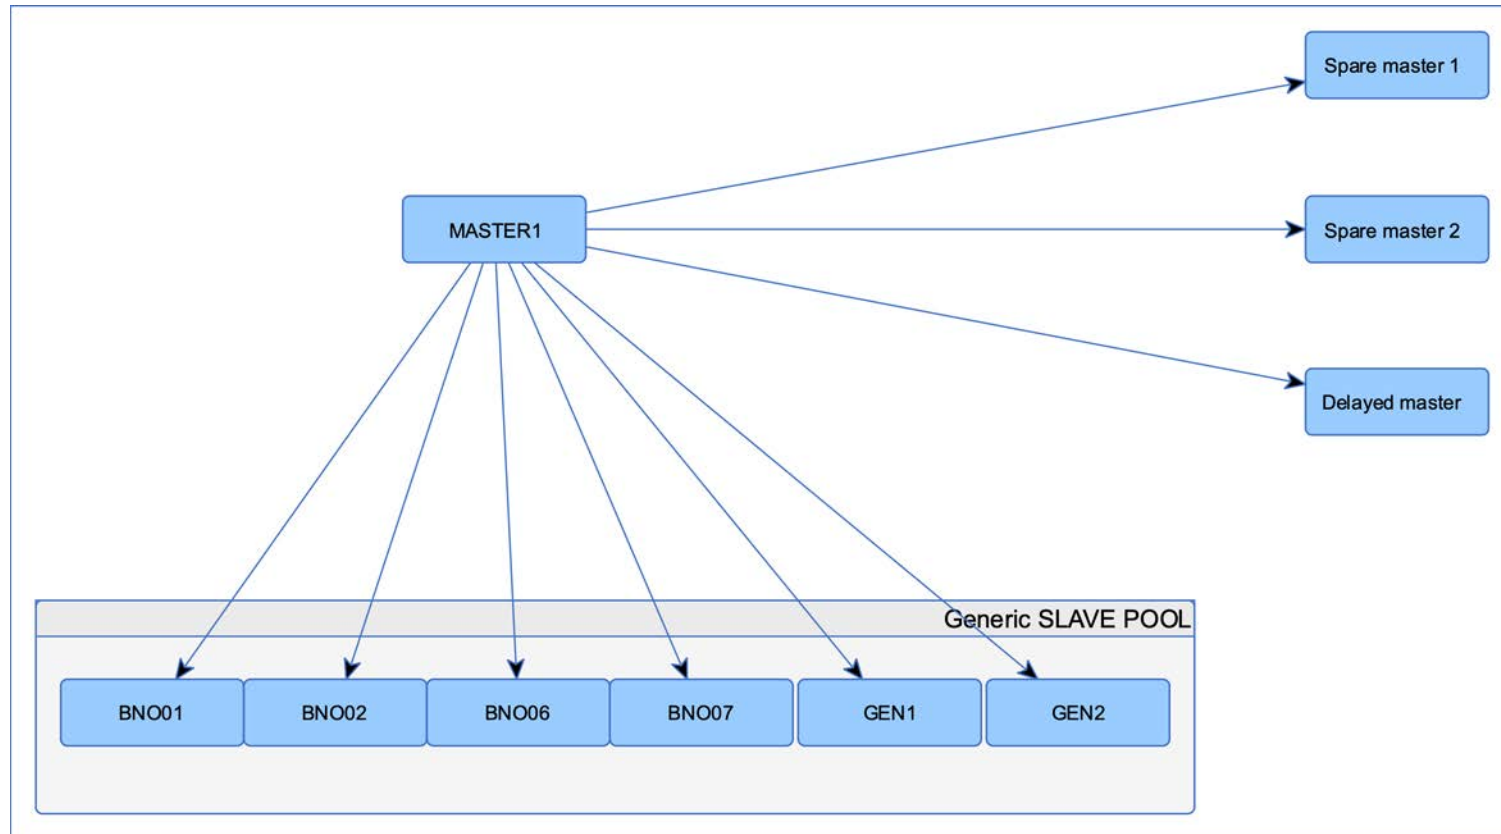 Spare master 1
MASTER1
Spare master 2
Delayed master
Generic SLAVE POOL
BNO01
BNO02
BNO06
BNO07
GEN1
GEN2